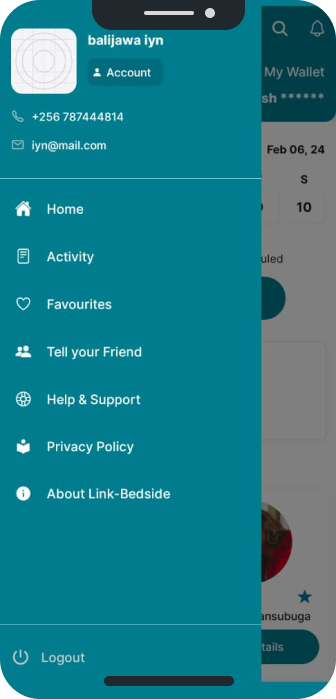 balijawa iyn
Account
+256 787444814
iyn@mail.com
My Wallet
sh ******
Feb 06, 24
S
10
Home
Activity
uled
Favourites
Tell your Friend
Help & Support
Privacy Policy
About Link-Bedside
ansubuga
tails
Logout